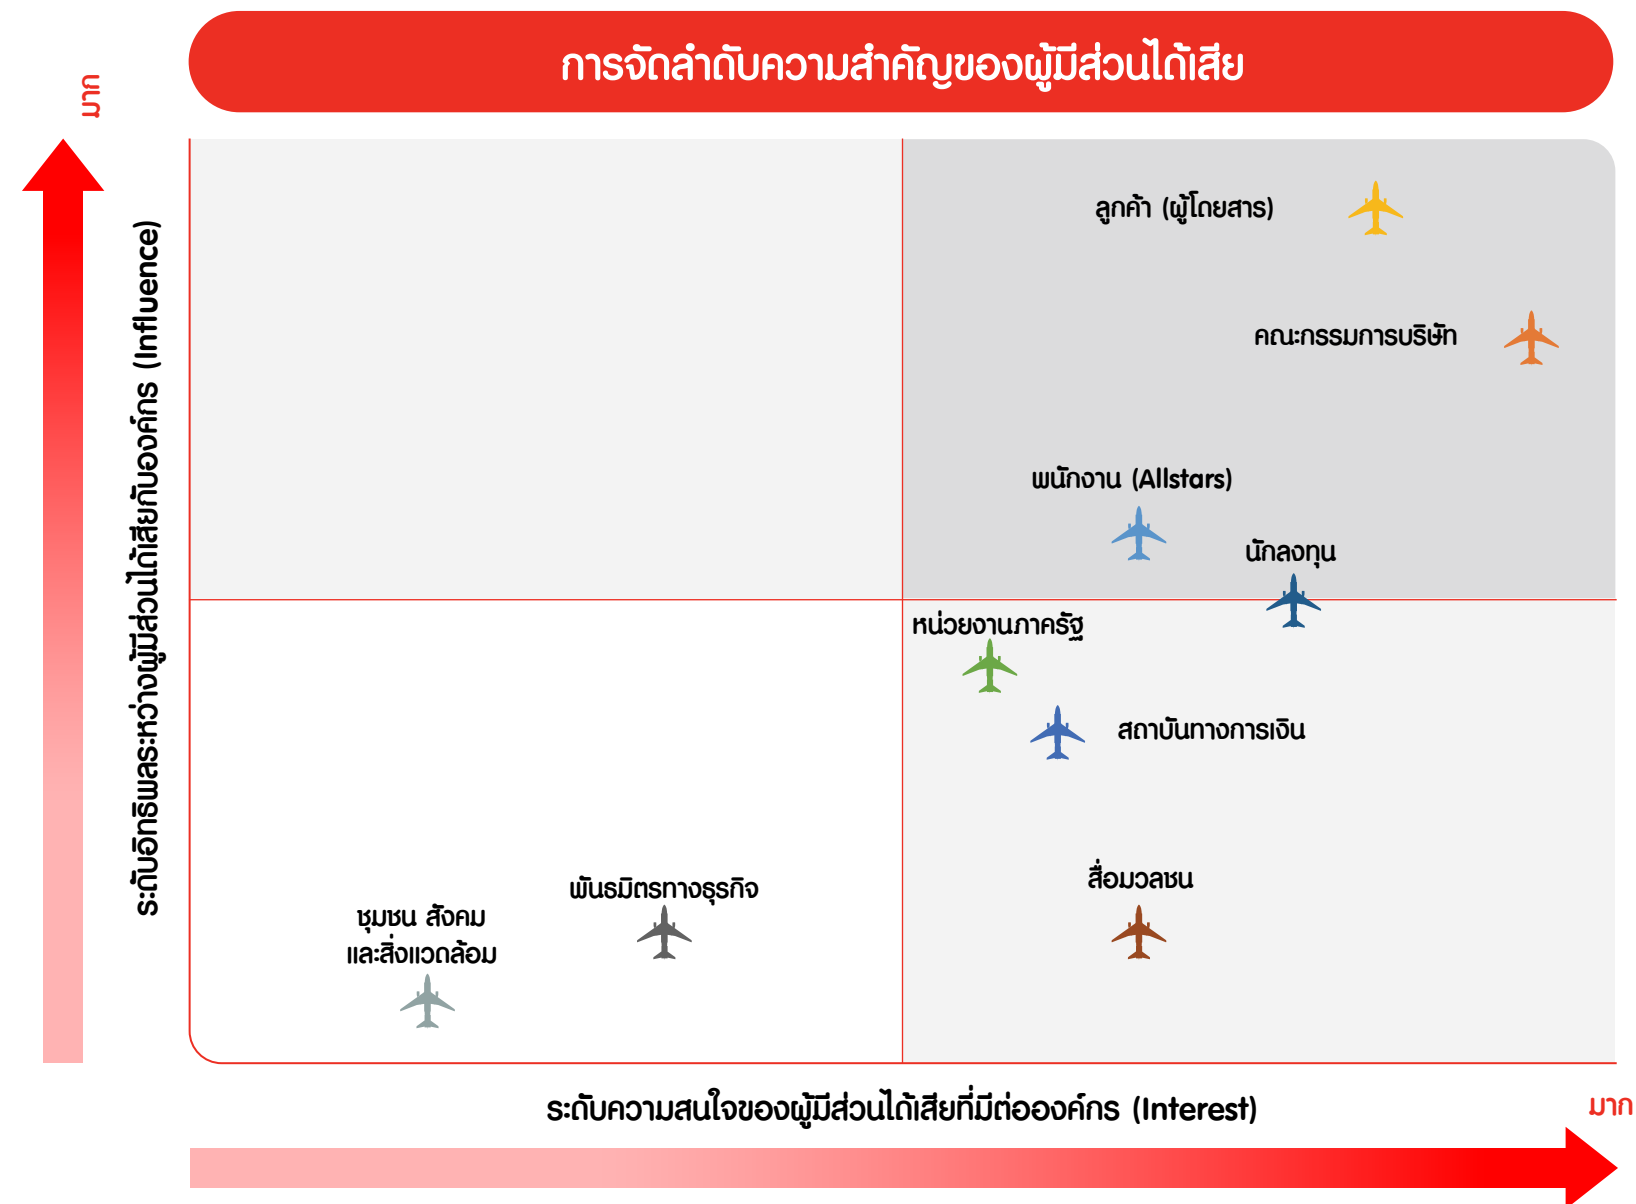 การจัดลำดับความสำคัญของผู้มีส่วนได้เสีย
มาก
ระดับอิทธิพลระหว่างผู้มีส่วนได้เสียกับองค์กร (Influence)
ลูกค้า (ผู้โดยสาร)
คณะกรรมการบริษัท
พนักงาน (Allstars)
นักลงทุน
หน่วยงานภาครัฐ
สถาบันทางการเงิน
สื่อมวลชน
พันธมิตรทางธุรกิจ
ชุมชน สังคม
และสิ่งแวดล้อม
ระดับความสนใจของผู้มีส่วนได้เสียที่มีต่อองค์กร (Interest)
มาก